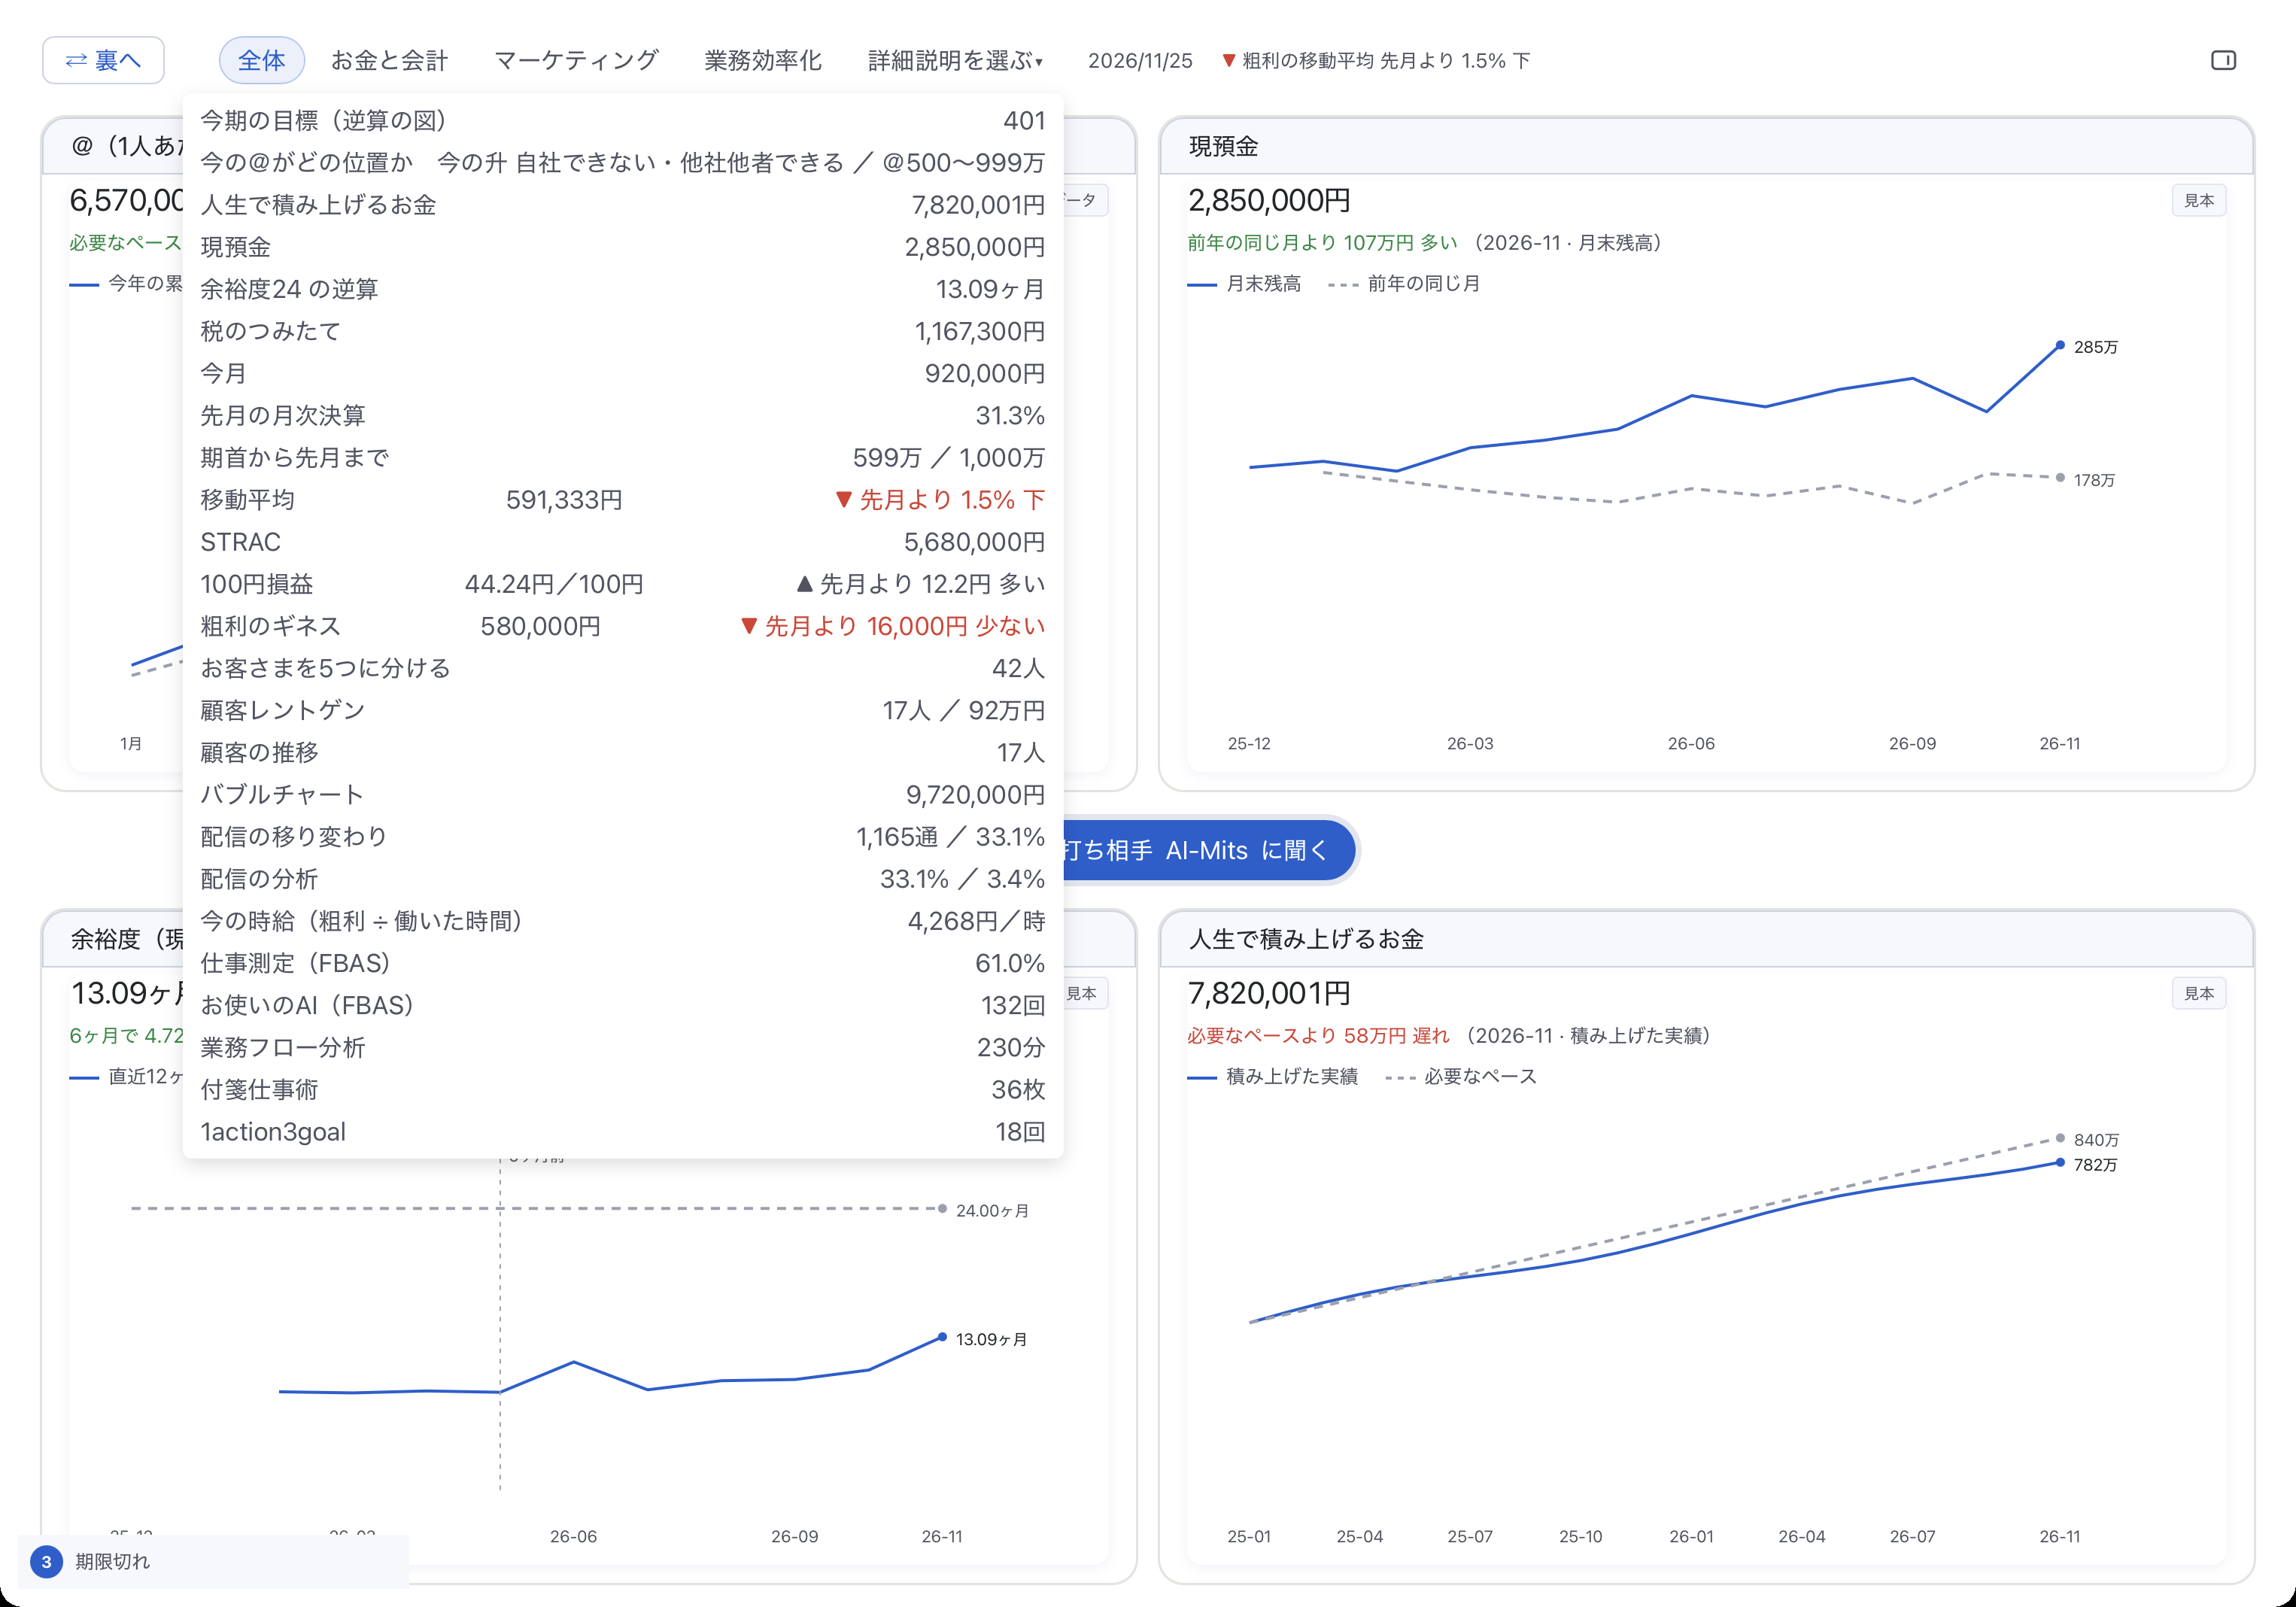 ⇄ 裏へ 全体 お金と会計 マーケティング 業務効率化 詳細説明を選ぶ▾ 2026/11/25 ▼ 粗利の移動平均 先月より 1.5% 下
今期の目標（逆算の図） 401
今の@がどの位置か 今の升 自社できない・他社他者できる ／ @500〜999万
人生で積み上げるお金 7,820,001円
現預金 2,850,000円
余裕度24 の逆算 13.09ヶ月
税のつみたて 1,167,300円
今月 920,000円
先月の月次決算 31.3%
期首から先月まで 599万 ／ 1,000万
移動平均 591,333円 ▼ 先月より 1.5% 下
STRAC 5,680,000円
100円損益 44.24円／100円 ▲ 先月より 12.2円 多い
粗利のギネス 580,000円 ▼ 先月より 16,000円 少ない
お客さまを5つに分ける 42人
顧客レントゲン 17人 ／ 92万円
顧客の推移 17人
バブルチャート 9,720,000円
配信の移り変わり 1,165通 ／ 33.1%
配信の分析 33.1% ／ 3.4%
今の時給（粗利 ÷ 働いた時間） 4,268円／時
仕事測定（FBAS） 61.0%
お使いのAI（FBAS） 132回
業務フロー分析 230分
付箋仕事術 36枚
1action3goal 18回
@（1人あ
6,570,00
必要なペース
今年の累
1月
現預金
2,850,000円 見本
前年の同じ月より 107万円 多い （2026-11 · 月末残高）
月末残高 前年の同じ月
285万
178万
25-12 26-03 26-06 26-09 26-11
打ち相手 AI-Mits に聞く
余裕度（現
13.09ヶ月 見本
6ヶ月で 4.72
直近12ヶ
24.00ヶ月
13.09ヶ月
26-06 26-09 26-11
人生で積み上げるお金
7,820,001円 見本
必要なペースより 58万円 遅れ （2026-11 · 積み上げた実績）
積み上げた実績 必要なペース
840万
782万
25-01 25-04 25-07 25-10 26-01 26-04 26-07 26-11
3 期限切れ